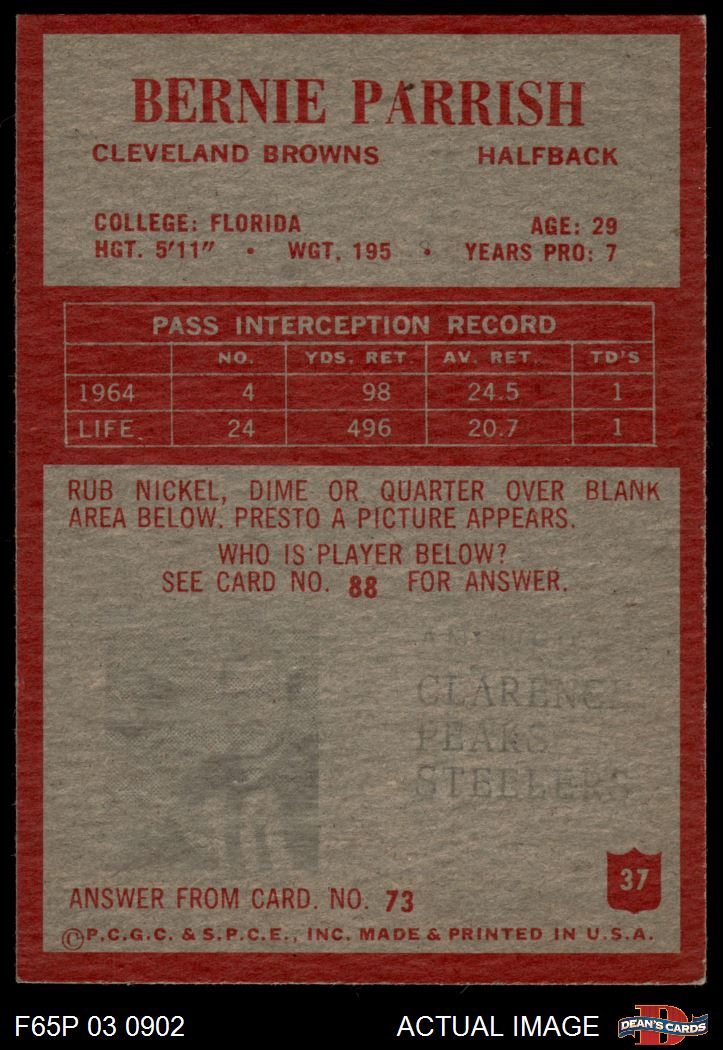 BERNIE PARRISH
CLEVELAND BROWNS HALFBACK
COLLEGE: FLORIDA AGE: 29
HGT. 5'11" • WGT. 195 • YEARS PRO: 7
PASS INTERCEPTION RECORD
NO. YDS. RET. AV. RET. TD'S
1964 4 98 24.5 1
LIFE 24 496 20.7 1
RUB NICKEL, DIME OR QUARTER OVER BLANK
AREA BELOW. PRESTO A PICTURE APPEARS.
WHO IS PLAYER BELOW?
SEE CARD NO. 88 FOR ANSWER.
CLARENCE
PEAKS
STEELERS
37
ANSWER FROM CARD. NO. 73
©P.C.G.C. & S.P.C.E., INC. MADE & PRINTED IN U.S.A.
F65P 03 0902 ACTUAL IMAGE DEAN'S CARDS